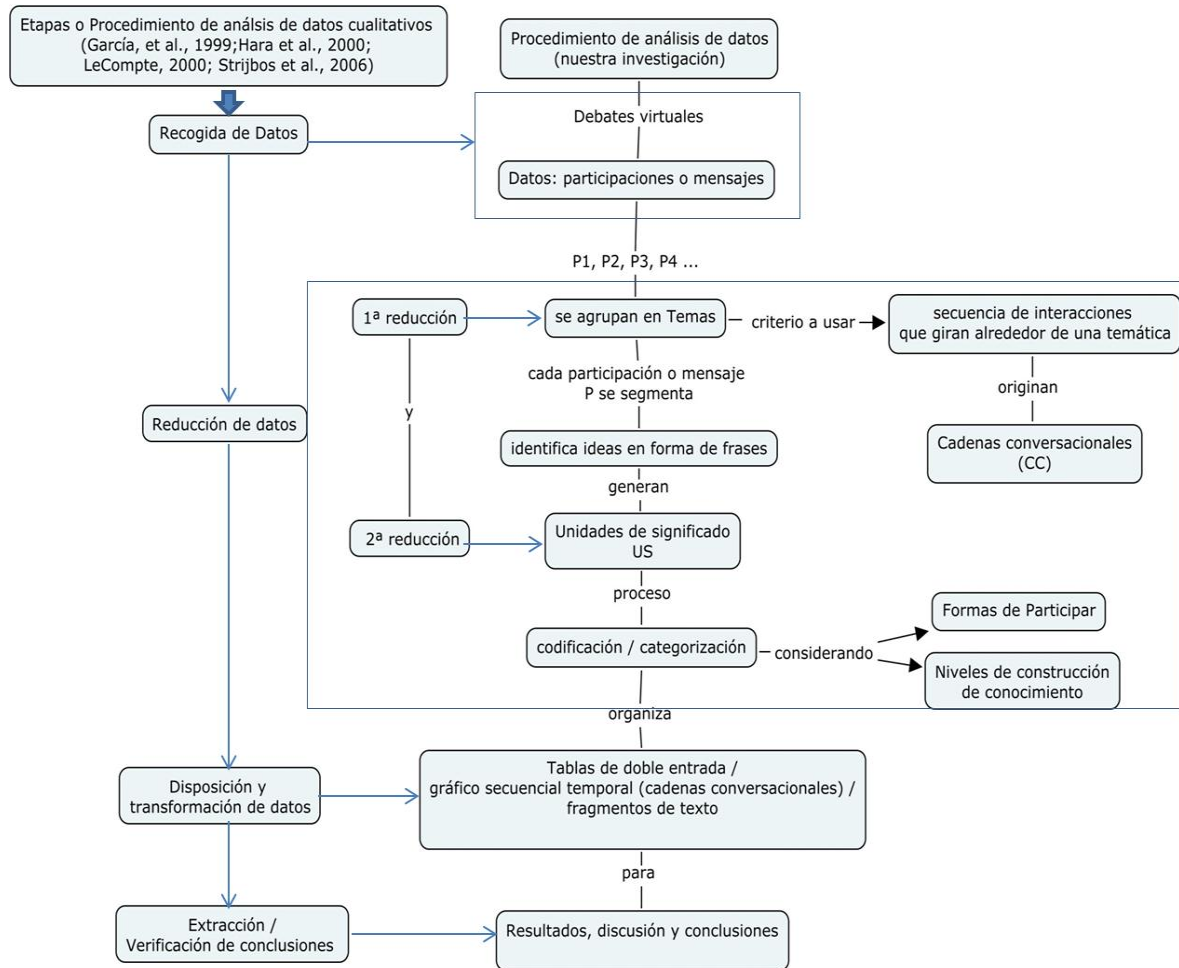 Etapas o Procedimiento de análsis de datos cualitativos
(García, et al., 1999;Hara et al., 2000;
LeCompte, 2000; Strijbos et al., 2006)
Procedimiento de análisis de datos
(nuestra investigación)
Recogida de Datos
Debates virtuales
Datos: participaciones o mensajes
P1, P2, P3, P4 ...
1ª reducción
se agrupan en Temas
criterio a usar
secuencia de interacciones
que giran alrededor de una temática
cada participación o mensaje
P se segmenta
originan
y
Reducción de datos
identifica ideas en forma de frases
Cadenas conversacionales
(CC)
generan
2ª reducción
Unidades de significado
US
proceso
codificación / categorización
considerando
Formas de Participar
Niveles de construcción
de conocimiento
organiza
Disposición y
transformación de datos
Tablas de doble entrada /
gráfico secuencial temporal (cadenas conversacionales) /
fragmentos de texto
para
Extracción /
Verificación de conclusiones
Resultados, discusión y conclusiones